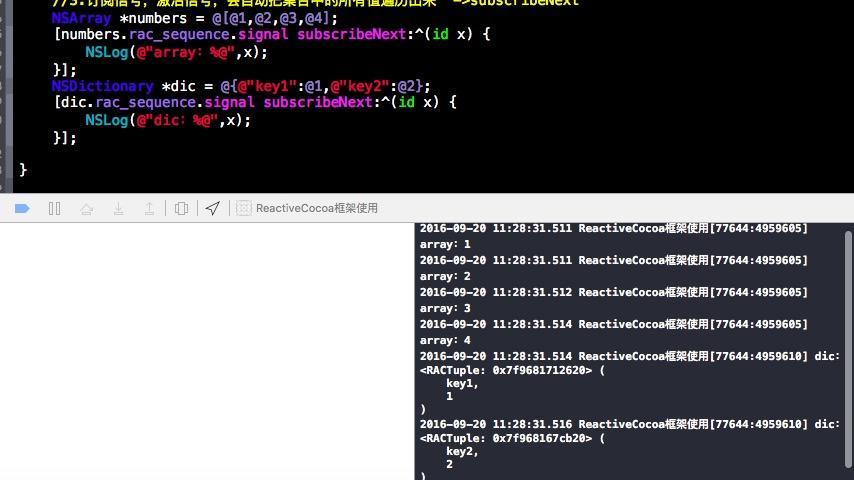 //3.订阅信号，激活信号，会自动把集合中的所有值遍历出来 ->subscribeNext
NSArray *numbers = @[@1,@2,@3,@4];
[numbers.rac_sequence.signal subscribeNext:^(id x) {
NSLog(@"array：%@",x);
}];
NSDictionary *dic = @{@"key1":@1,@"key2":@2};
[dic.rac_sequence.signal subscribeNext:^(id x) {
NSLog(@"dic：%@",x);
}];
}
ReactiveCocoa框架使用
2016-09-20 11:28:31.511 ReactiveCocoa框架使用[77644:4959605]
array：1
2016-09-20 11:28:31.511 ReactiveCocoa框架使用[77644:4959605]
array：2
2016-09-20 11:28:31.512 ReactiveCocoa框架使用[77644:4959605]
array：3
2016-09-20 11:28:31.514 ReactiveCocoa框架使用[77644:4959605]
array：4
2016-09-20 11:28:31.514 ReactiveCocoa框架使用[77644:4959610] dic：
<RACTuple: 0x7f9681712620> (
key1,
1
)
2016-09-20 11:28:31.516 ReactiveCocoa框架使用[77644:4959610] dic：
<RACTuple: 0x7f968167cb20> (
key2,
2
)